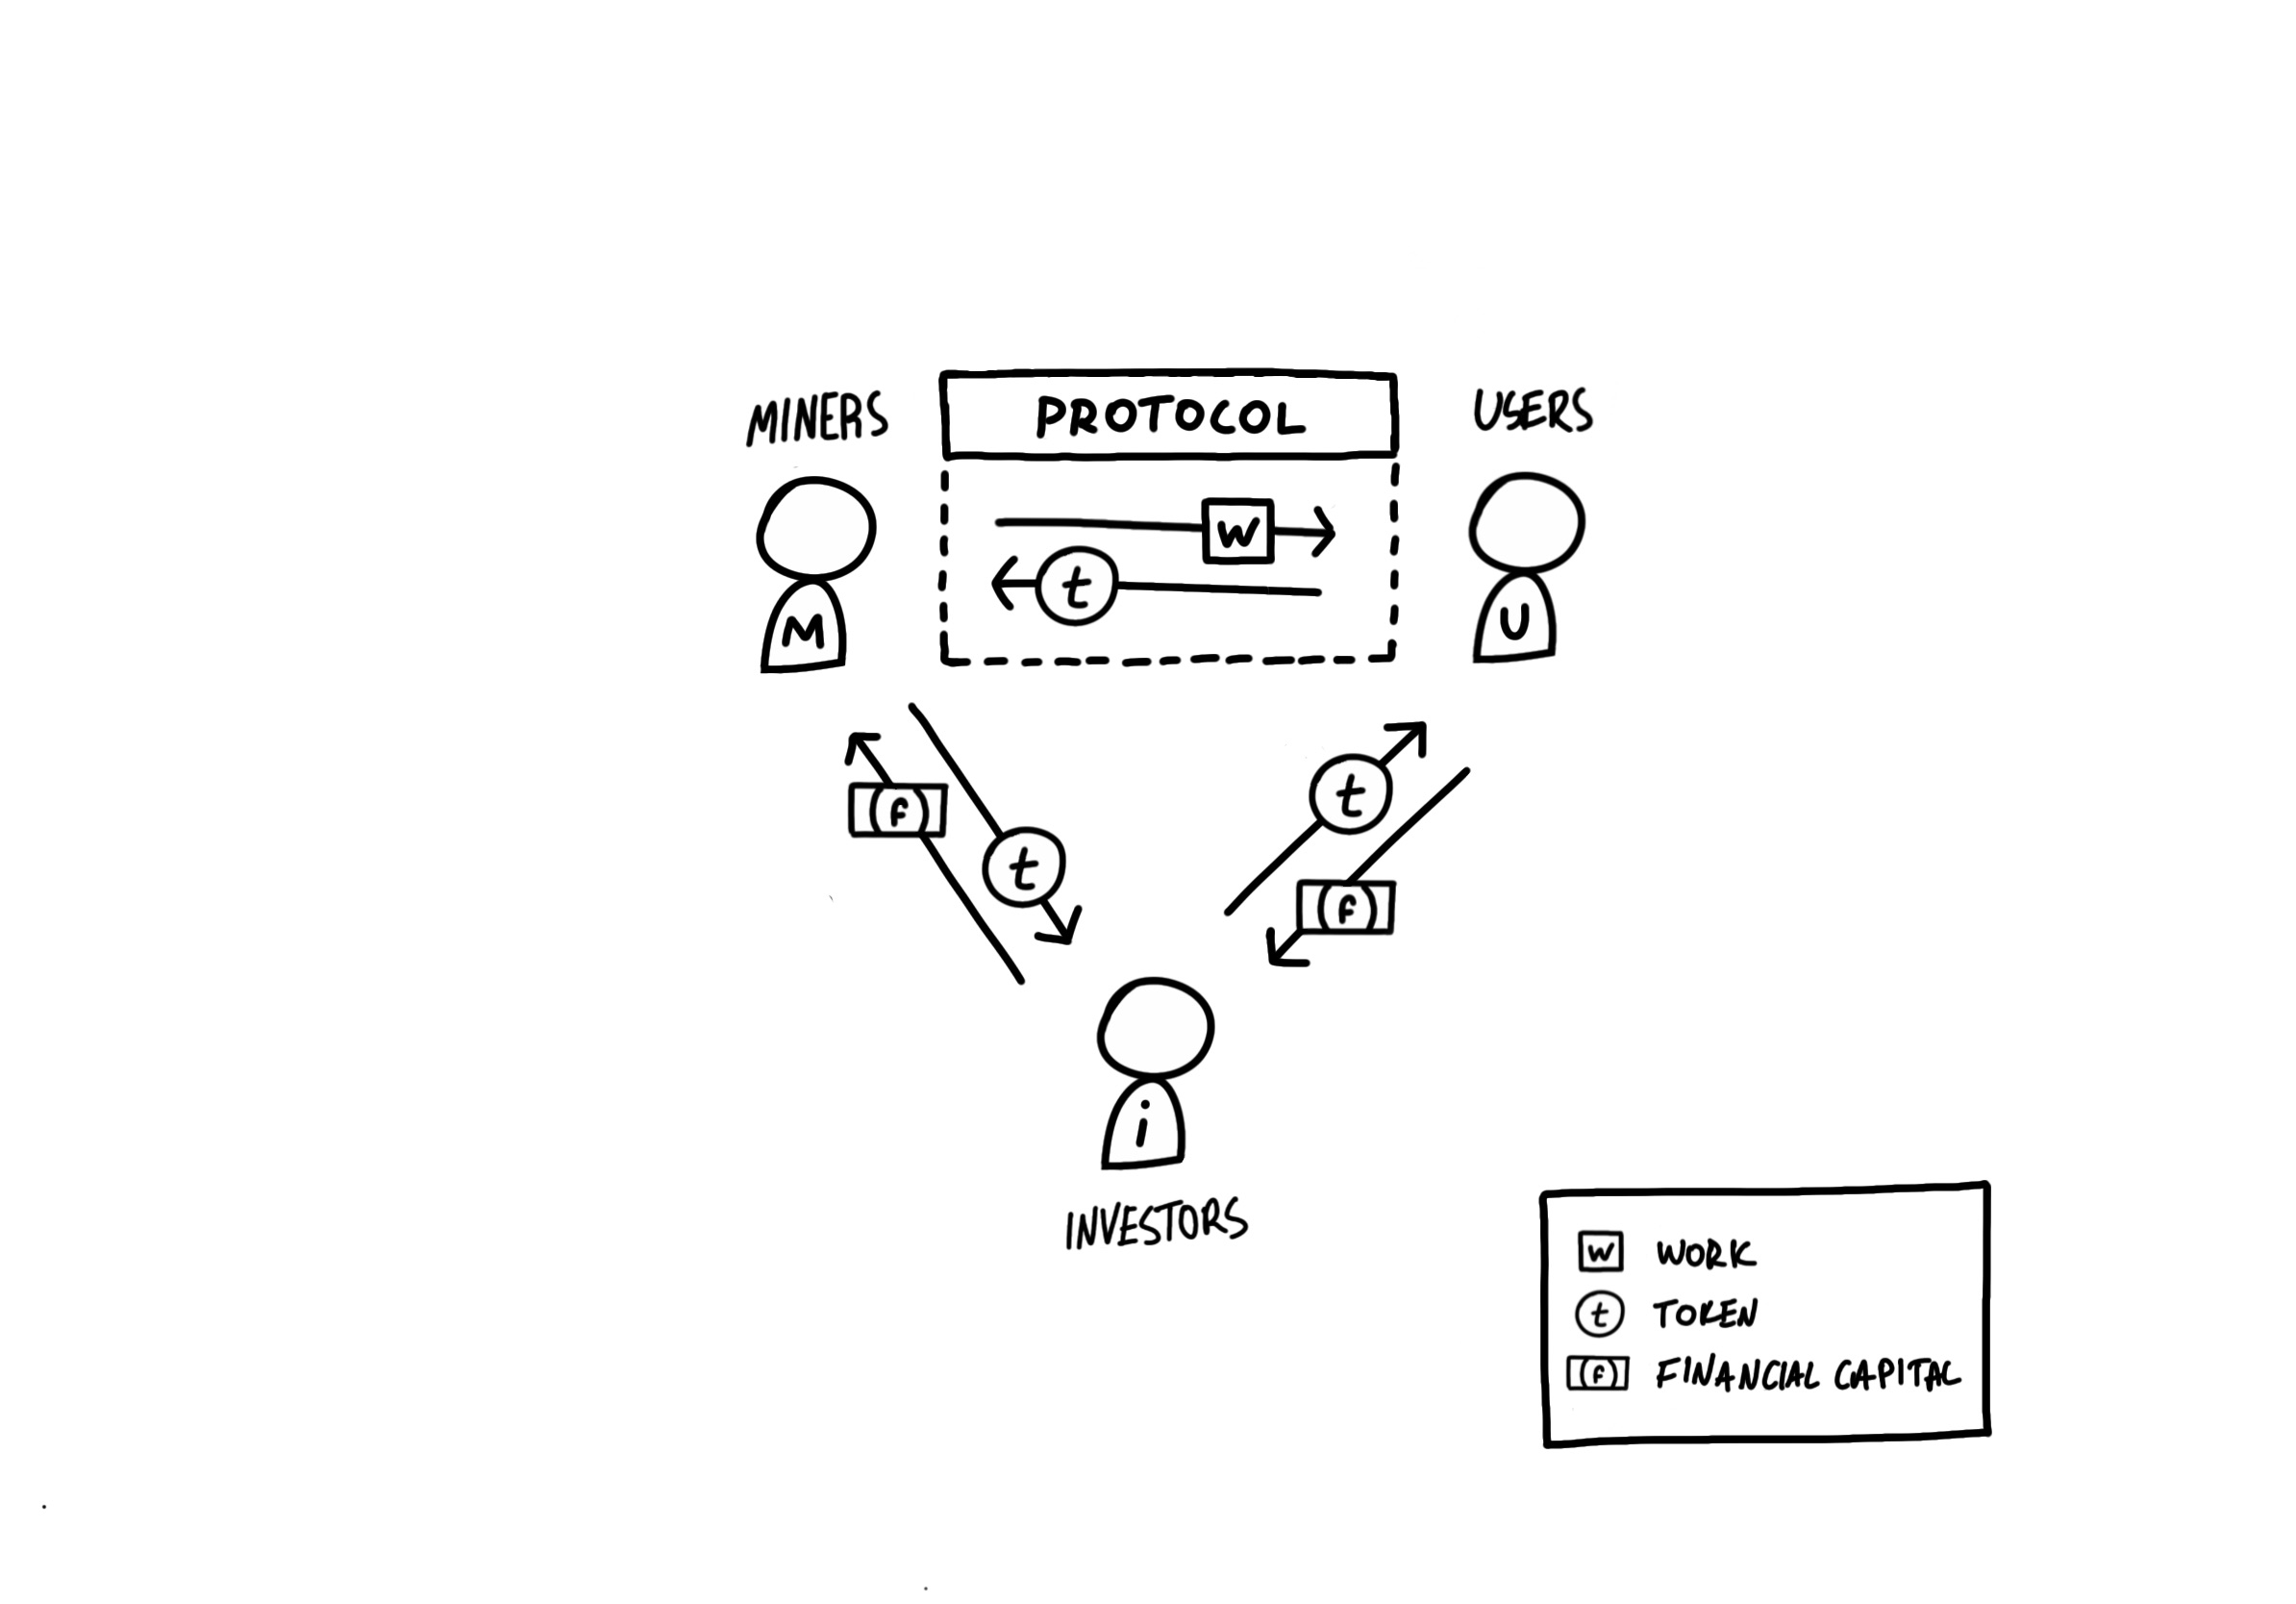 MINERS
PROTOCOL
USERS
W
t
M
U
f
t
t
f
i
INVESTORS
W WORK
t TOKEN
f FINANCIAL CAPITAL